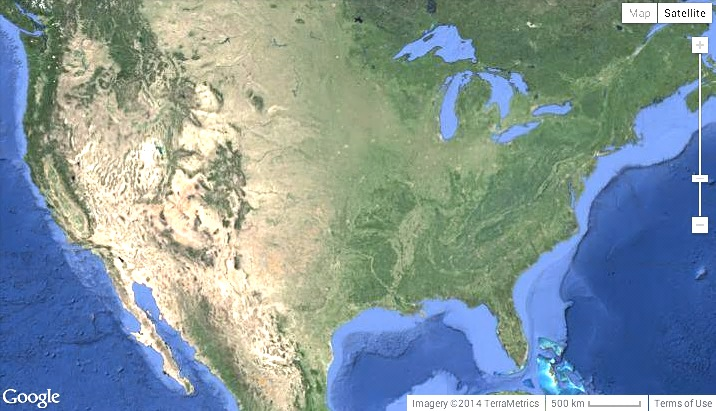 Map
Satellite
Google
Imagery ©2014 TerraMetrics
500 km
Terms of Use